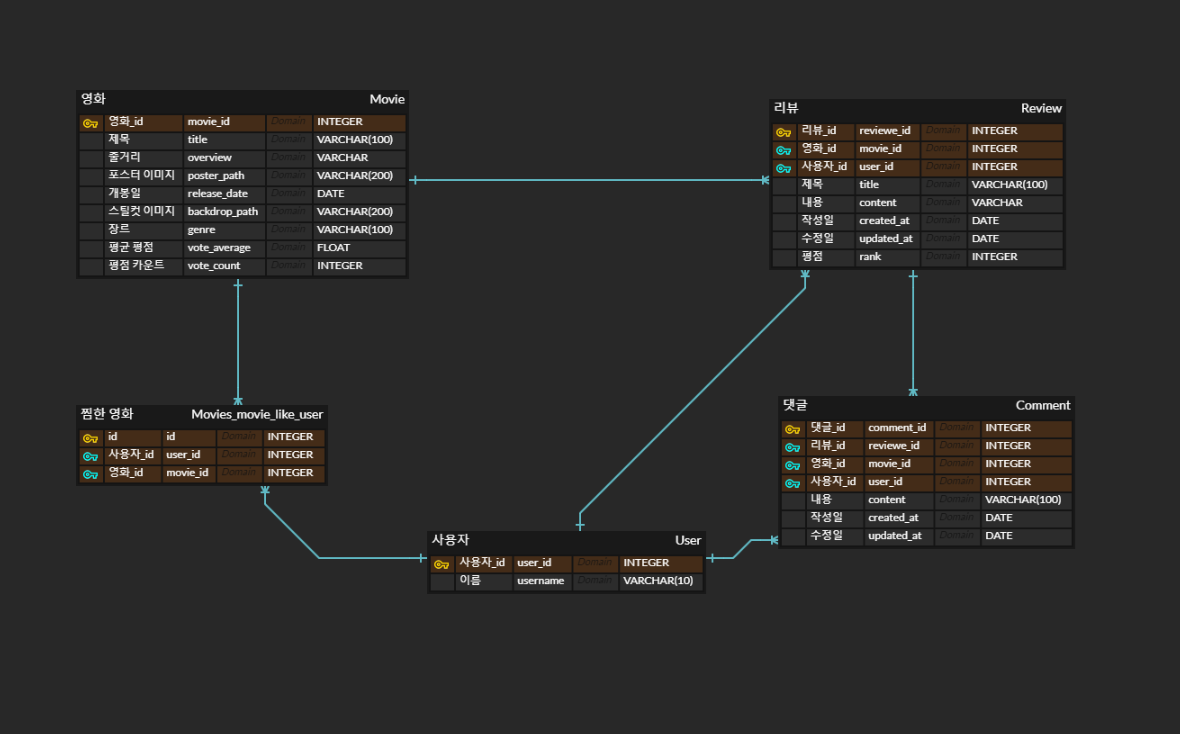 영화 Movie
영화_id movie_id Domain INTEGER
제목 title Domain VARCHAR(100)
줄거리 overview Domain VARCHAR
포스터 이미지 poster_path Domain VARCHAR(200)
개봉일 release_date Domain DATE
스틸컷 이미지 backdrop_path Domain VARCHAR(200)
장르 genre Domain VARCHAR(100)
평균 평점 vote_average Domain FLOAT
평점 카운트 vote_count Domain INTEGER
리뷰 Review
리뷰_id reviewe_id Domain INTEGER
영화_id movie_id Domain INTEGER
사용자_id user_id Domain INTEGER
제목 title Domain VARCHAR(100)
내용 content Domain VARCHAR
작성일 created_at Domain DATE
수정일 updated_at Domain DATE
평점 rank Domain INTEGER
찜한 영화 Movies_movie_like_user
id id Domain INTEGER
사용자_id user_id Domain INTEGER
영화_id movie_id Domain INTEGER
댓글 Comment
댓글_id comment_id Domain INTEGER
리뷰_id reviewe_id Domain INTEGER
영화_id movie_id Domain INTEGER
사용자_id user_id Domain INTEGER
내용 content Domain VARCHAR(100)
작성일 created_at Domain DATE
수정일 updated_at Domain DATE
사용자 User
사용자_id user_id Domain INTEGER
이름 username Domain VARCHAR(10)